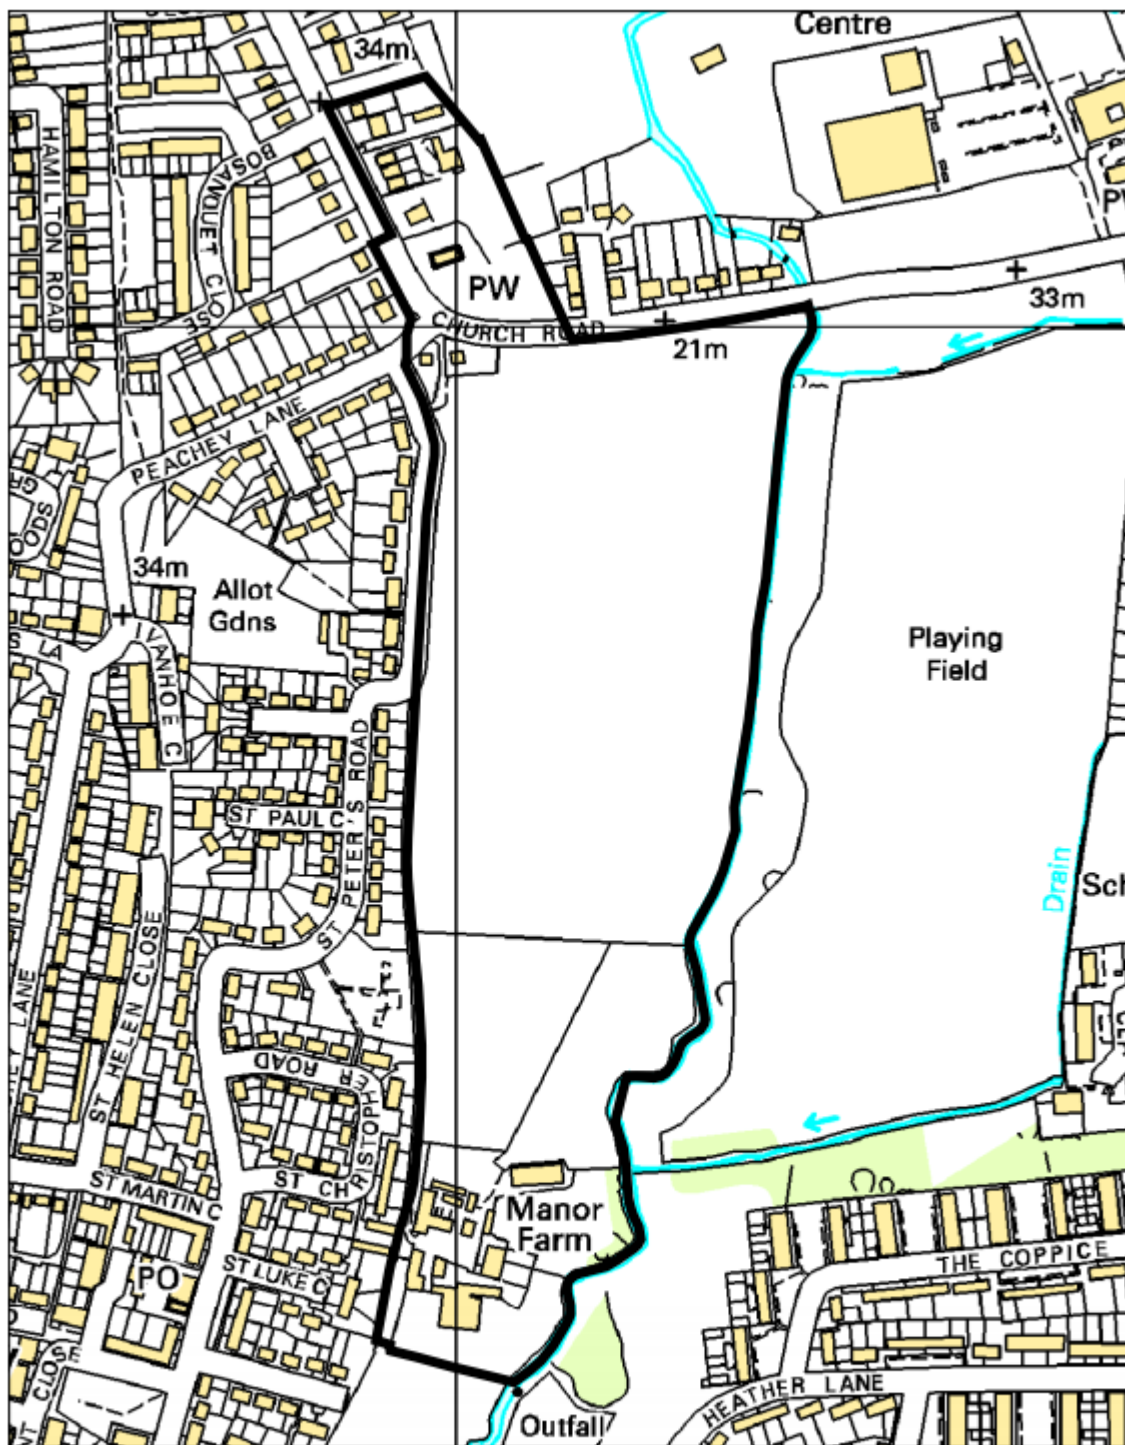 Centre
34m
HAMILTON ROAD
BOSANQUET CLOSE
PW
CHURCH ROAD
21m
33m
PEACHEY LANE
34m
Allot
Gdns
IVANHOE C
Playing
Field
ST PETER'S ROAD
ST PAUL C
Drain
Sch
LANE
ST HELEN CLOSE
ST CHRISTOPHER ROAD
ST MARTIN C
Manor
Farm
PO
ST LUKE C
THE COPPICE
CLOSE
HEATHER LANE
Outfall